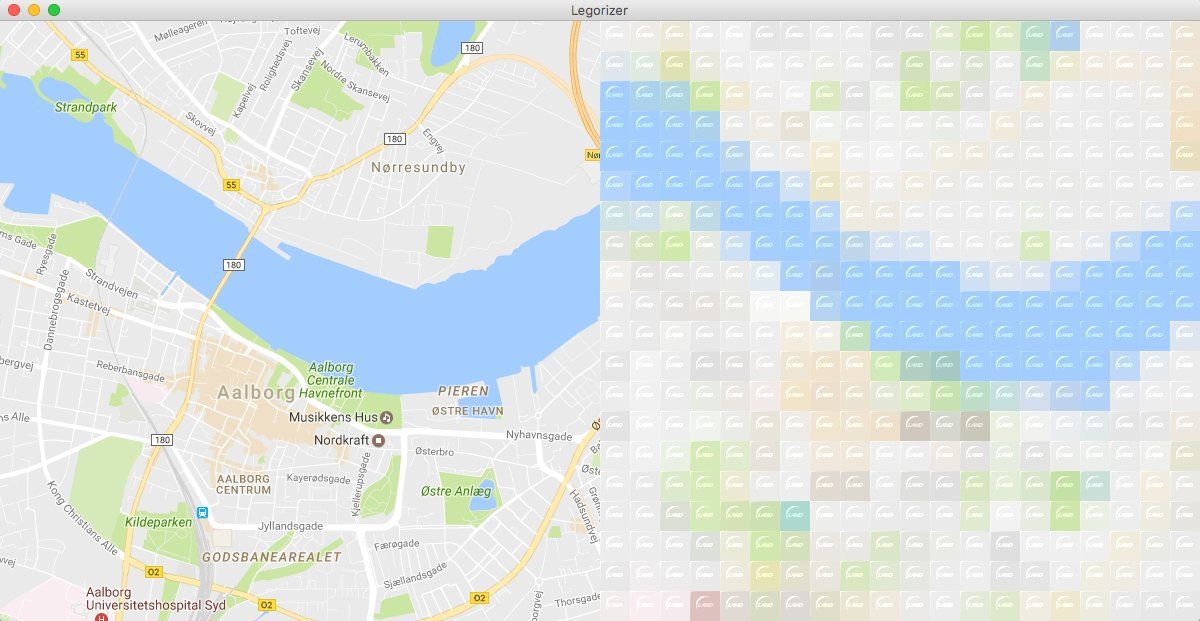 Legorizer
Mølleagervej
Toftevej
Lerumbakken
180
55
Rolighedsvej
Skansevej
Nordre Skansevej
Kapelvej
Strandpark
Skovvej
Engvej
180
Nørresundby
Nør
55
Ryesgade
ms Gade
180
Strandvejen
Kastetvej
Dannebrogsgade
bergvej
Reberbansgade
Aalborg
Aalborg
Centrale
Havnefront
PIEREN
ØSTRE HAVN
ns Alle
Musikkens Hus
Nordkraft
180
Nyhavnsgade
Østerbro
AALBORG
CENTRUM
Kayerødsgade
Kjellerupsgade
Østre Anlæg
Hadsundvej
Kong Christians Alle
Kildeparken
Jyllandsgade
GODSBANEAREALET
Færøgade
Sjællandsgade
O2
O2
O2
Thorsgade
Aalborg
Universitetshospital Syd
H